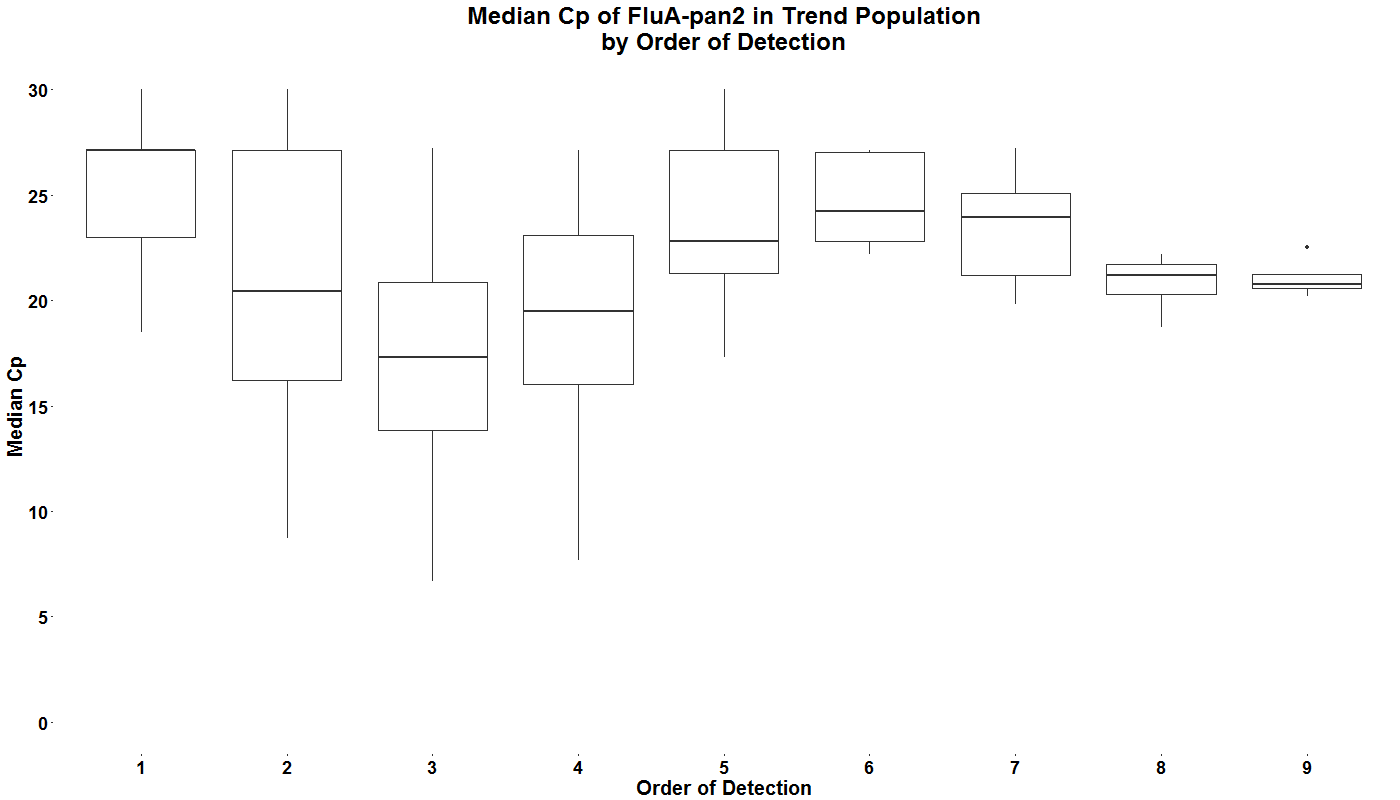 Median Cp of FluA-pan2 in Trend Population
by Order of Detection
Median Cp
30
25
20
15
10
5
0
1 2 3 4 5 6 7 8 9
Order of Detection